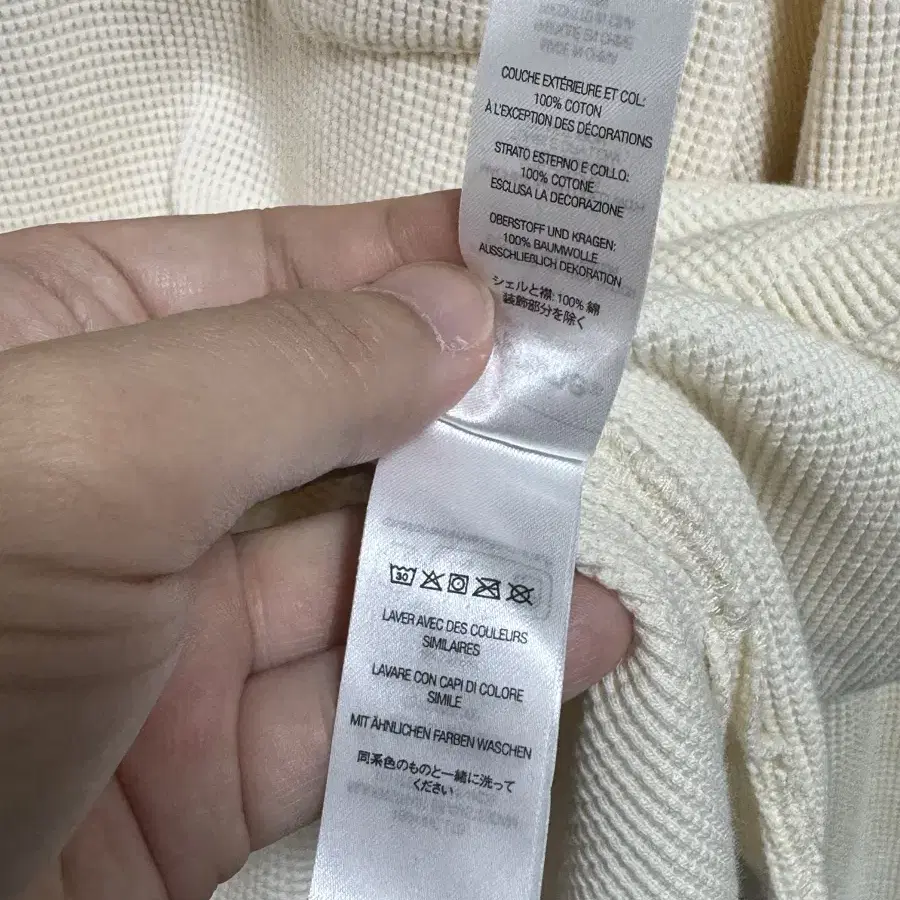 COUCHE EXTÉRIEURE ET COL:
100% COTON
À L'EXCEPTION DES DÉCORATIONS
STRATO ESTERNO E COLLO:
100% COTONE
ESCLUSA LA DECORAZIONE
OBERSTOFF UND KRAGEN:
100% BAUMWOLLE
AUSSCHLIEßLICH DEKORATION
シェルと襟: 100% 綿
装飾部分を除く
30
LAVER AVEC DES COULEURS
SIMILAIRES
LAVARE CON CAPI DI COLORE
SIMILE
MIT ÄHNLICHEN FARBEN WASCHEN
同系色のものと一緒に洗って
ください